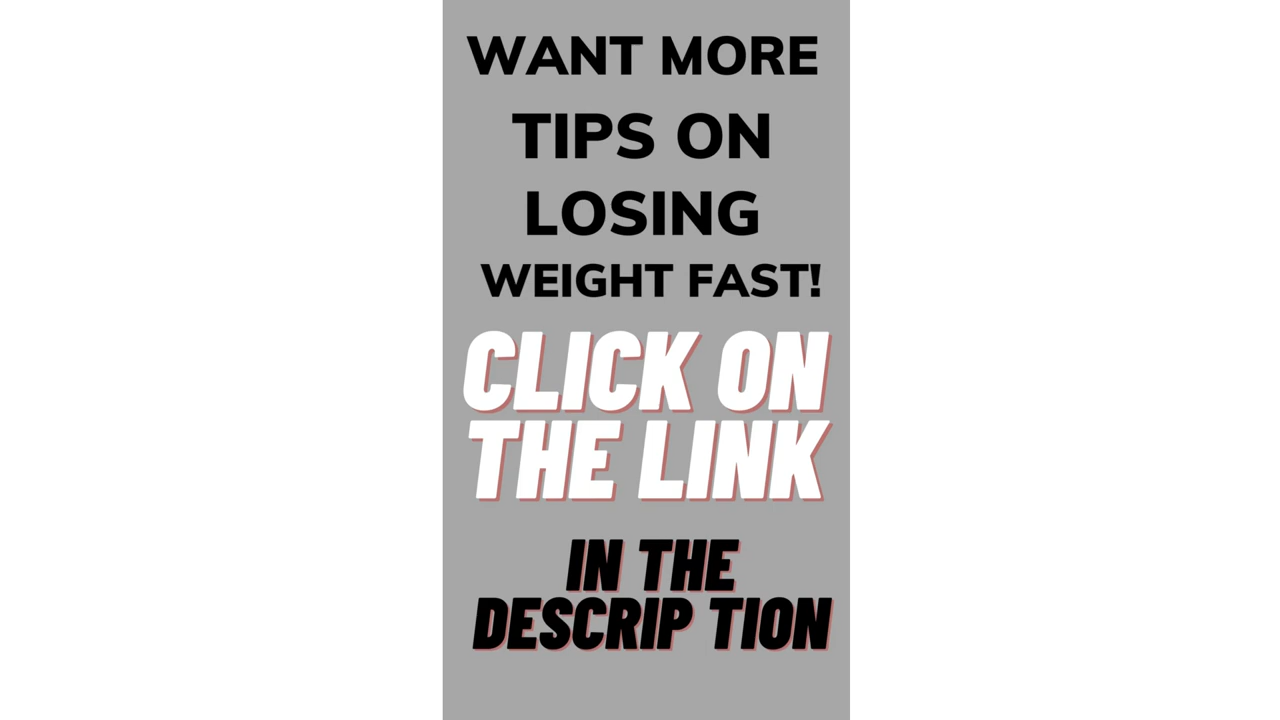 WANT MORE
TIPS ON
LOSING
WEIGHT FAST!
CLICK ON
THE LINK
IN THE
DESCRIP TION